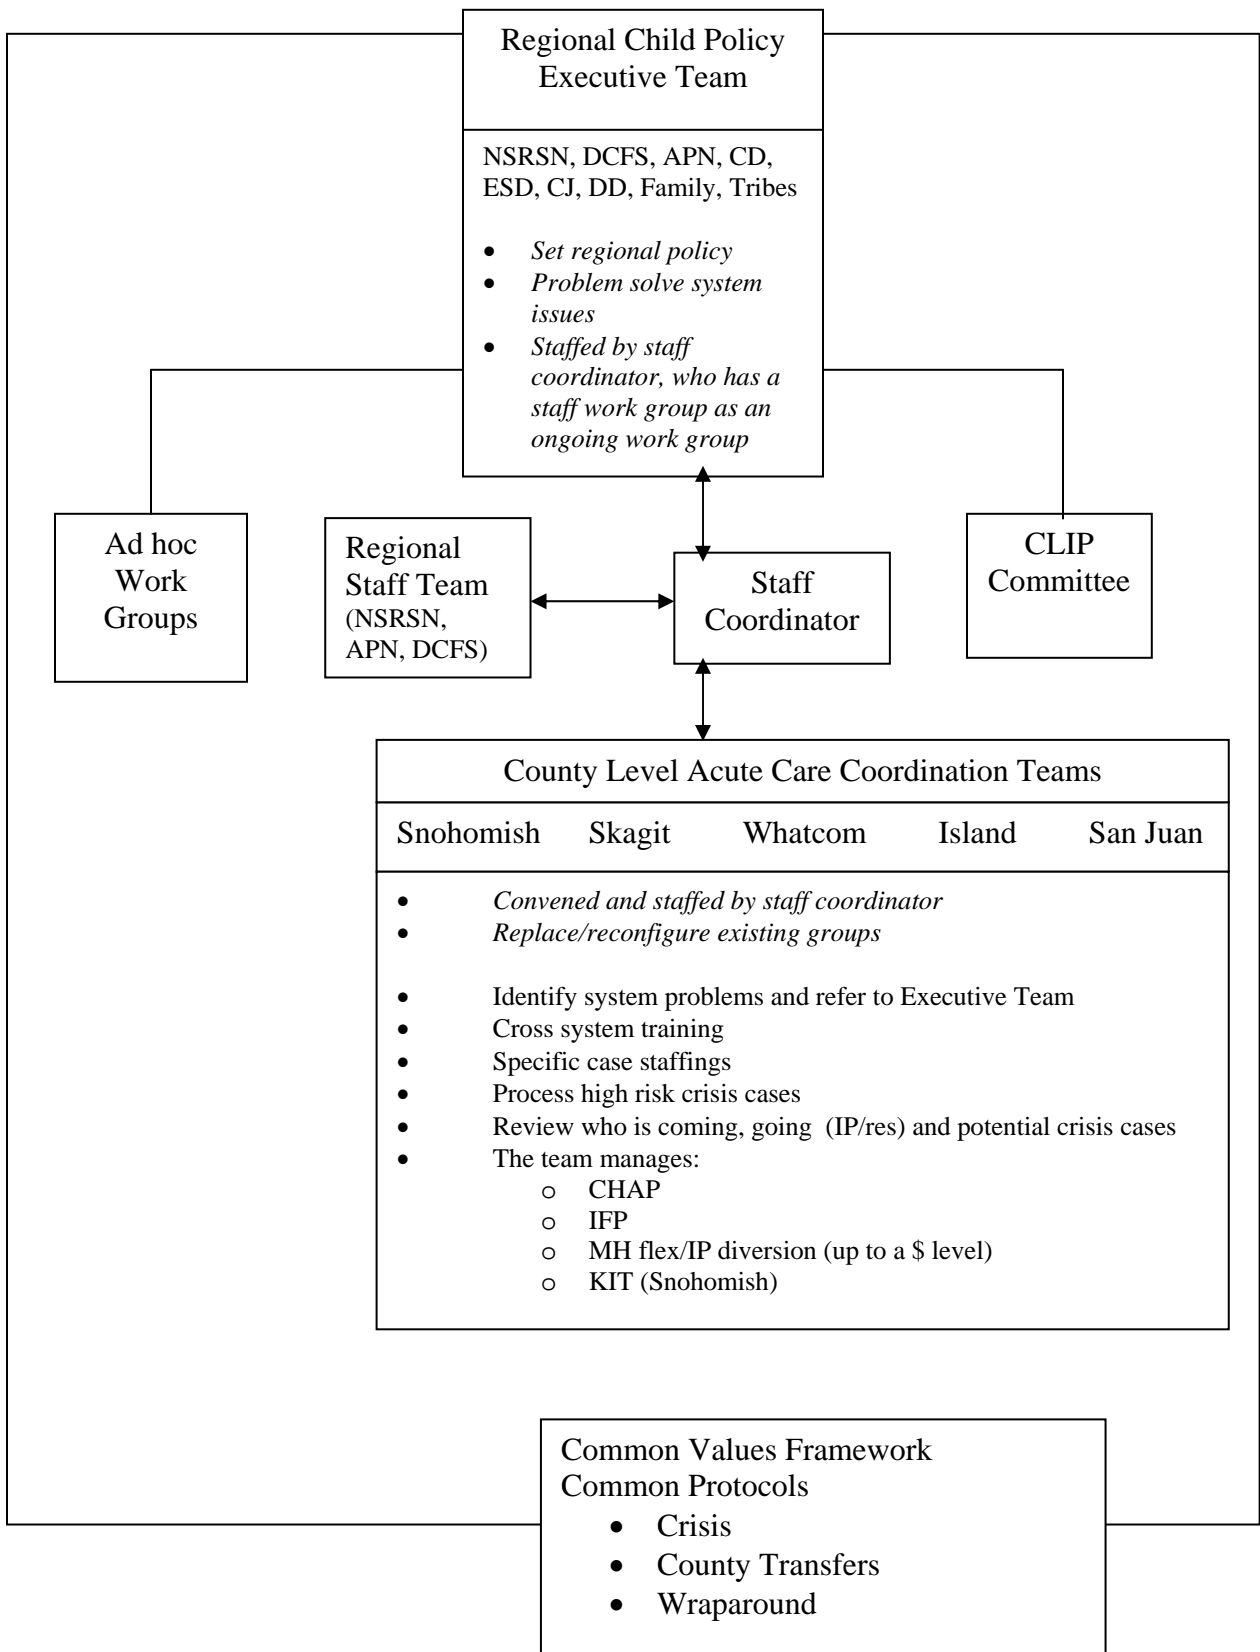 Regional Child Policy
Executive Team
NSRSN, DCFS, APN, CD,
ESD, CJ, DD, Family, Tribes
• Set regional policy
• Problem solve system
issues
• Staffed by staff
coordinator, who has a
staff work group as an
ongoing work group
Ad hoc
Work
Groups
Regional
Staff Team
(NSRSN,
APN, DCFS)
Staff
Coordinator
CLIP
Committee
County Level Acute Care Coordination Teams
Snohomish Skagit Whatcom Island San Juan
• Convened and staffed by staff coordinator
• Replace/reconfigure existing groups
• Identify system problems and refer to Executive Team
• Cross system training
• Specific case staffings
• Process high risk crisis cases
• Review who is coming, going (IP/res) and potential crisis cases
• The team manages:
o CHAP
o IFP
o MH flex/IP diversion (up to a $ level)
o KIT (Snohomish)
Common Values Framework
Common Protocols
• Crisis
• County Transfers
• Wraparound